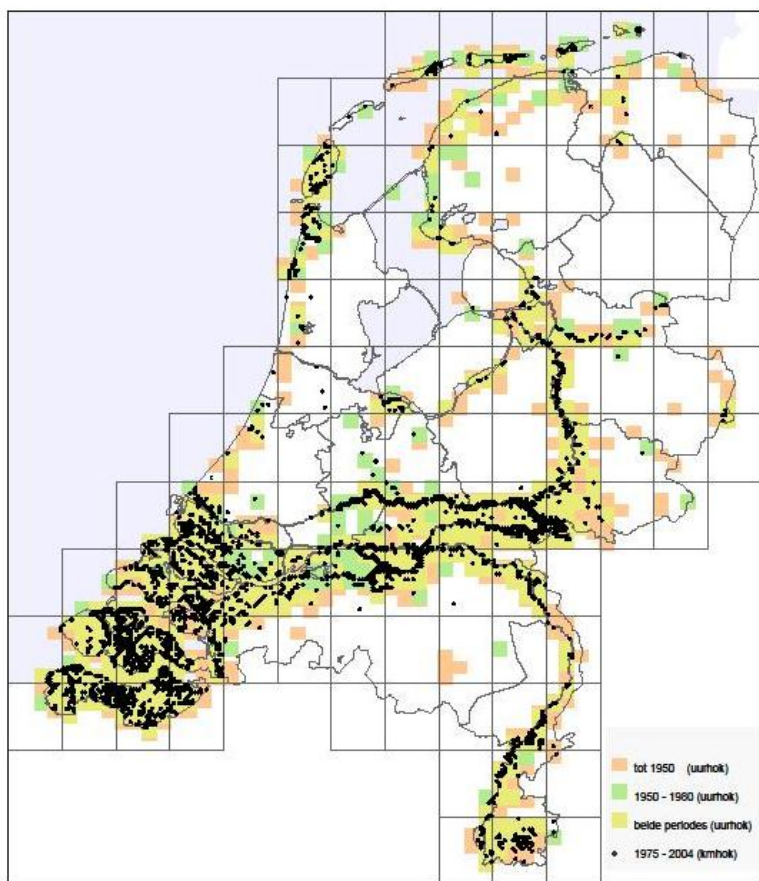 tot 1950 (uurhok)
1950 - 1980 (uurhok)
beide periodes (uurhok)
1975 - 2004 (kmhok)